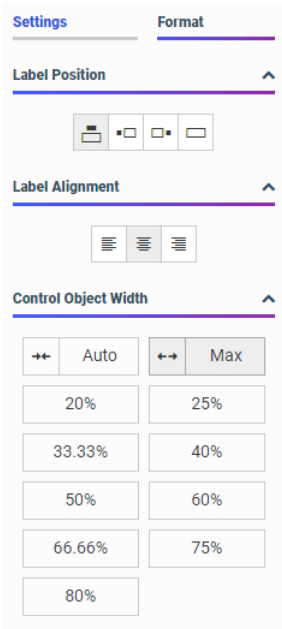 Settings Format
Label Position
Label Alignment
Control Object Width
Auto Max
20% 25%
33.33% 40%
50% 60%
66.66% 75%
80%